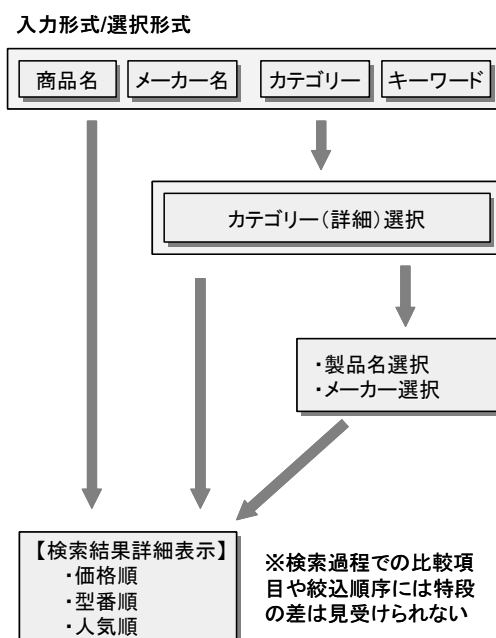 入力形式/選択形式
商品名 メーカー名 カテゴリー キーワード
カテゴリー(詳細)選択
・製品名選択
・メーカー選択
【検索結果詳細表示】
・価格順
・型番順
・人気順
※検索過程での比較項
目や絞込順序には特段
の差は見受けられない